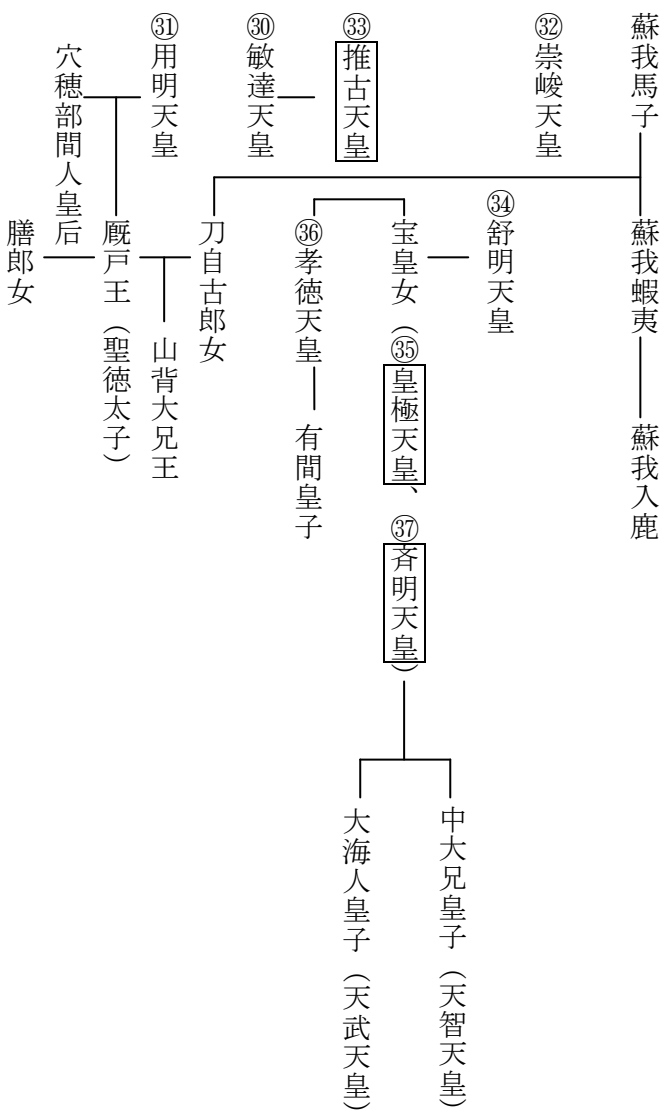 蘇我馬子
蘇我蝦夷
蘇我入鹿
㉜崇峻天皇
㉞舒明天皇
宝皇女（㉟皇極天皇、㊲斉明天皇）
中大兄皇子（天智天皇）
大海人皇子（天武天皇）
㉝推古天皇
㉚敏達天皇
㊱孝徳天皇
有間皇子
刀自古郎女
㉛用明天皇
山背大兄王
穴穂部間人皇后
厩戸王（聖徳太子）
膳郎女